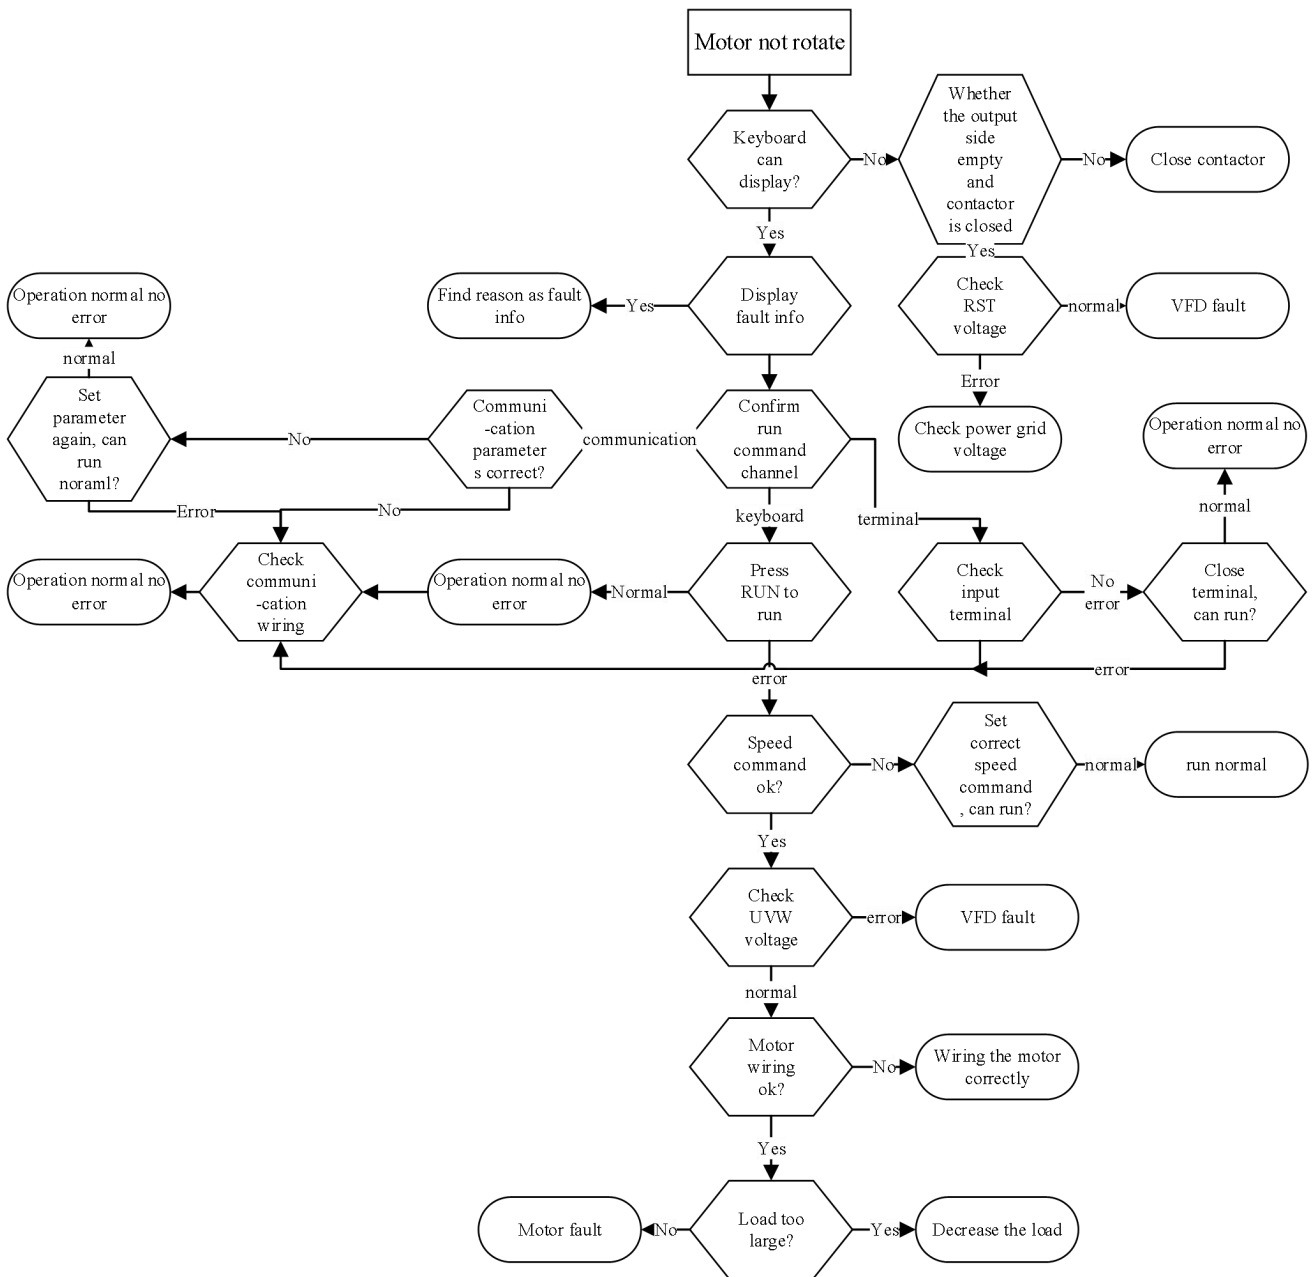 Motor not rotate
Keyboard
can
display?
No
Whether
the output
side
empty
and
contactor
is closed
No
Close contactor
Yes
Yes
Operation normal no
error
Find reason as fault
info
Yes
Display
fault info
Check
RST
voltage
normal
VFD fault
normal
Error
Set
parameter
again, can
run
noraml?
No
Communi
-cation
parameter
s correct?
communication
Confirm
run
command
channel
Check power grid
voltage
Operation normal no
error
Error
No
keyboard
terminal
normal
Operation normal no
error
Check
communi
-cation
wiring
Operation normal no
error
Normal
Press
RUN to
run
Check
input
terminal
No
error
Close
terminal,
can run?
error
error
Speed
command
ok?
No
Set
correct
speed
command
, can run?
normal
run normal
Yes
Check
UVW
voltage
error
VFD fault
normal
Motor
wiring
ok?
No
Wiring the motor
correctly
Yes
Motor fault
No
Load too
large?
Yes
Decrease the load